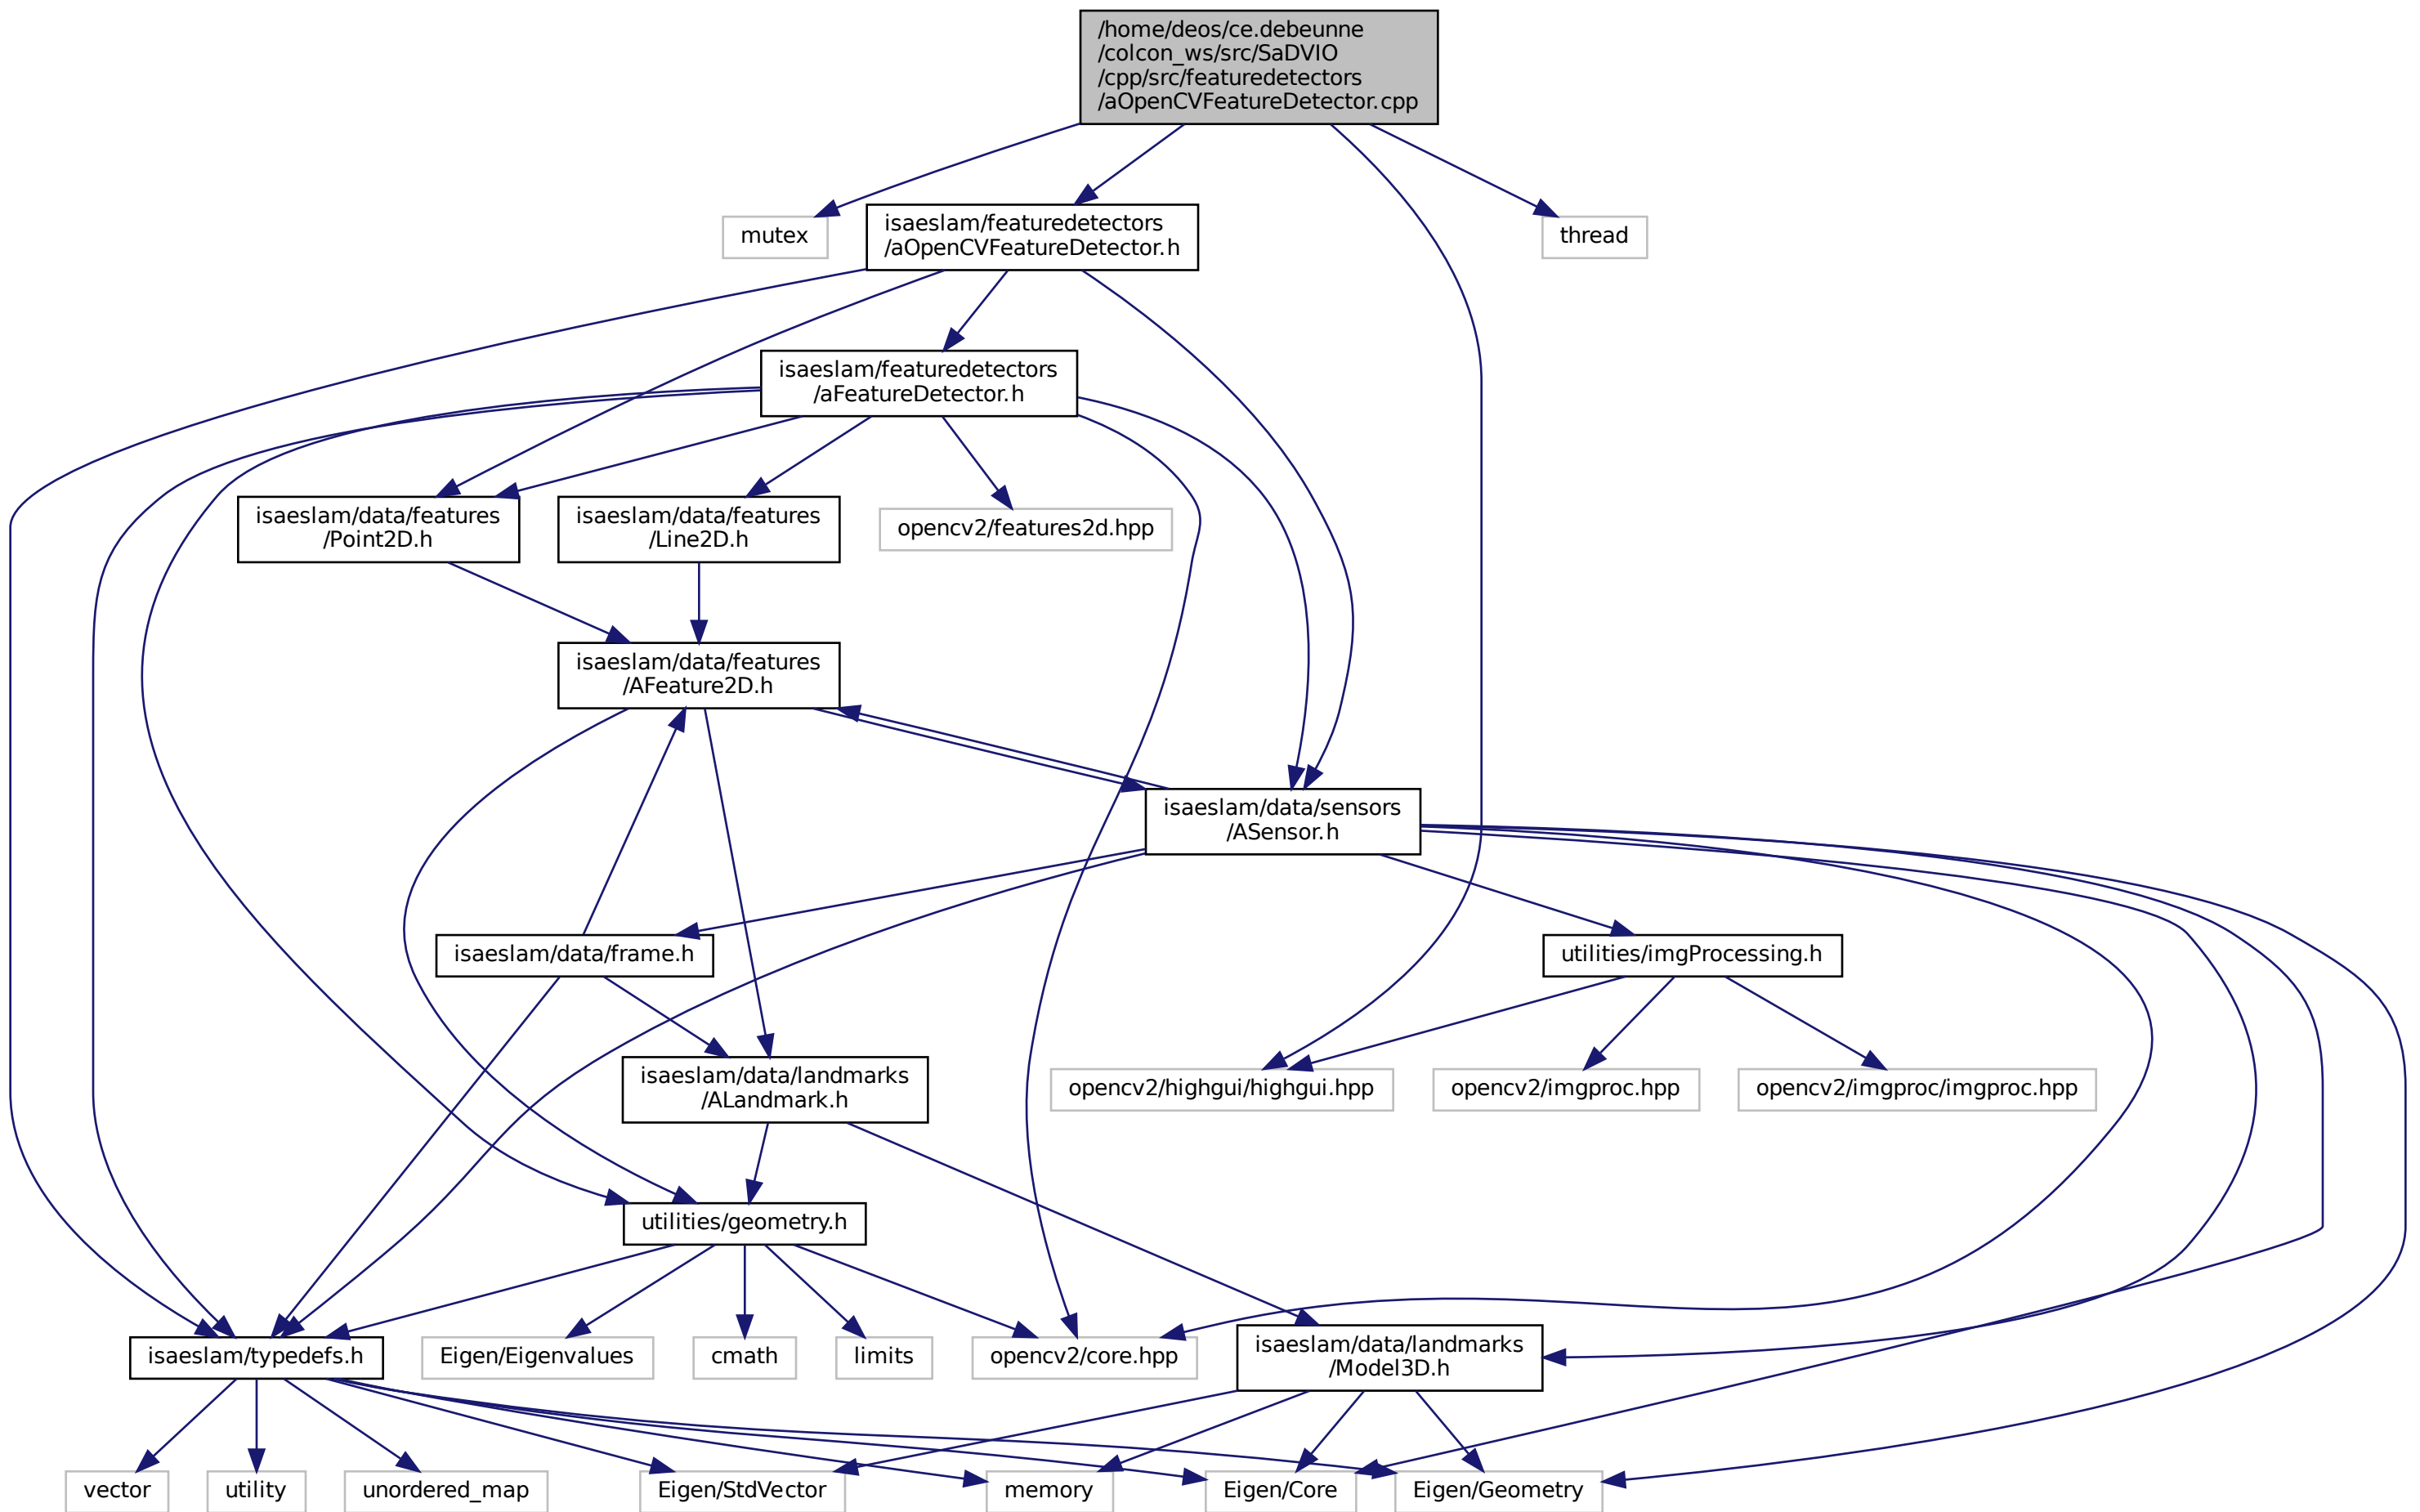 /home/deos/ce.debeunne
/colcon_ws/src/SaDVIO
/cpp/src/featuredetectors
/aOpenCVFeatureDetector.cpp
mutex
isaeslam/featuredetectors
/aOpenCVFeatureDetector.h
thread
isaeslam/featuredetectors
/aFeatureDetector.h
isaeslam/data/features
/Point2D.h
isaeslam/data/features
/Line2D.h
opencv2/features2d.hpp
isaeslam/data/features
/AFeature2D.h
isaeslam/data/sensors
/ASensor.h
isaeslam/data/frame.h
utilities/imgProcessing.h
isaeslam/data/landmarks
/ALandmark.h
opencv2/highgui/highgui.hpp
opencv2/imgproc.hpp
opencv2/imgproc/imgproc.hpp
utilities/geometry.h
isaeslam/typedefs.h
Eigen/Eigenvalues
cmath
limits
opencv2/core.hpp
isaeslam/data/landmarks
/Model3D.h
vector
utility
unordered_map
Eigen/StdVector
memory
Eigen/Core
Eigen/Geometry